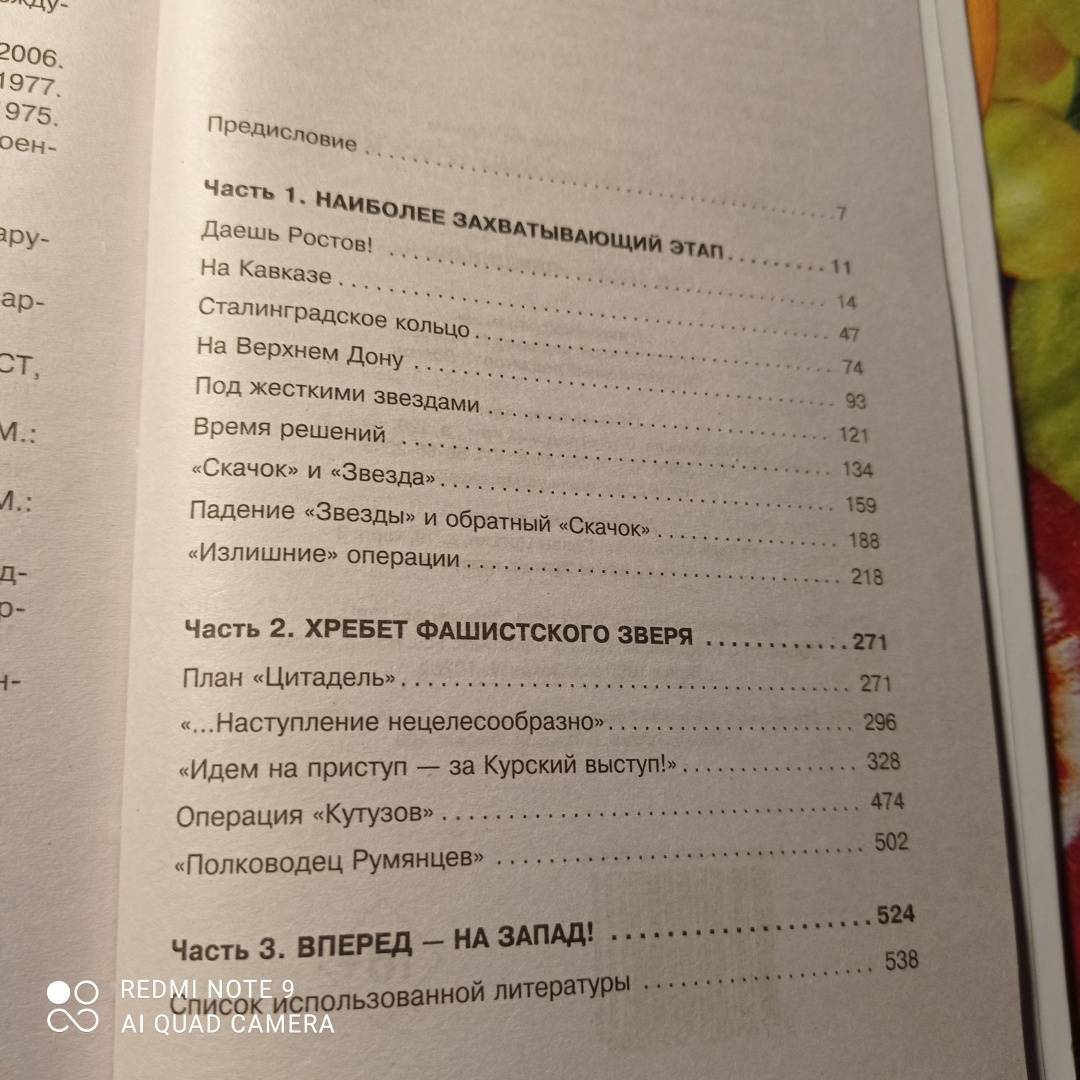 2006.
1977.
975.
оен-
ару-
ар-
СТ,
М.:
М.:
д-
р-
н-
Предисловие .......... 7
Часть 1. НАИБОЛЕЕ ЗАХВАТЫВАЮЩИЙ ЭТАП.......... 11
Даешь Ростов! .......... 14
На Кавказе .......... 47
Сталинградское кольцо .......... 74
На Верхнем Дону .......... 93
Под жесткими звездами .......... 121
Время решений .......... 134
«Скачок» и «Звезда» .......... 159
Падение «Звезды» и обратный «Скачок» .......... 188
«Излишние» операции .......... 218
Часть 2. ХРЕБЕТ ФАШИСТСКОГО ЗВЕРЯ .......... 271
План «Цитадель» .......... 271
«...Наступление нецелесообразно» .......... 296
«Идем на приступ — за Курский выступ!» .......... 328
Операция «Кутузов» .......... 474
«Полководец Румянцев» .......... 502
Часть 3. ВПЕРЕД — НА ЗАПАД! .......... 524
Список использованной литературы .......... 538
REDMI NOTE 9
AI QUAD CAMERA